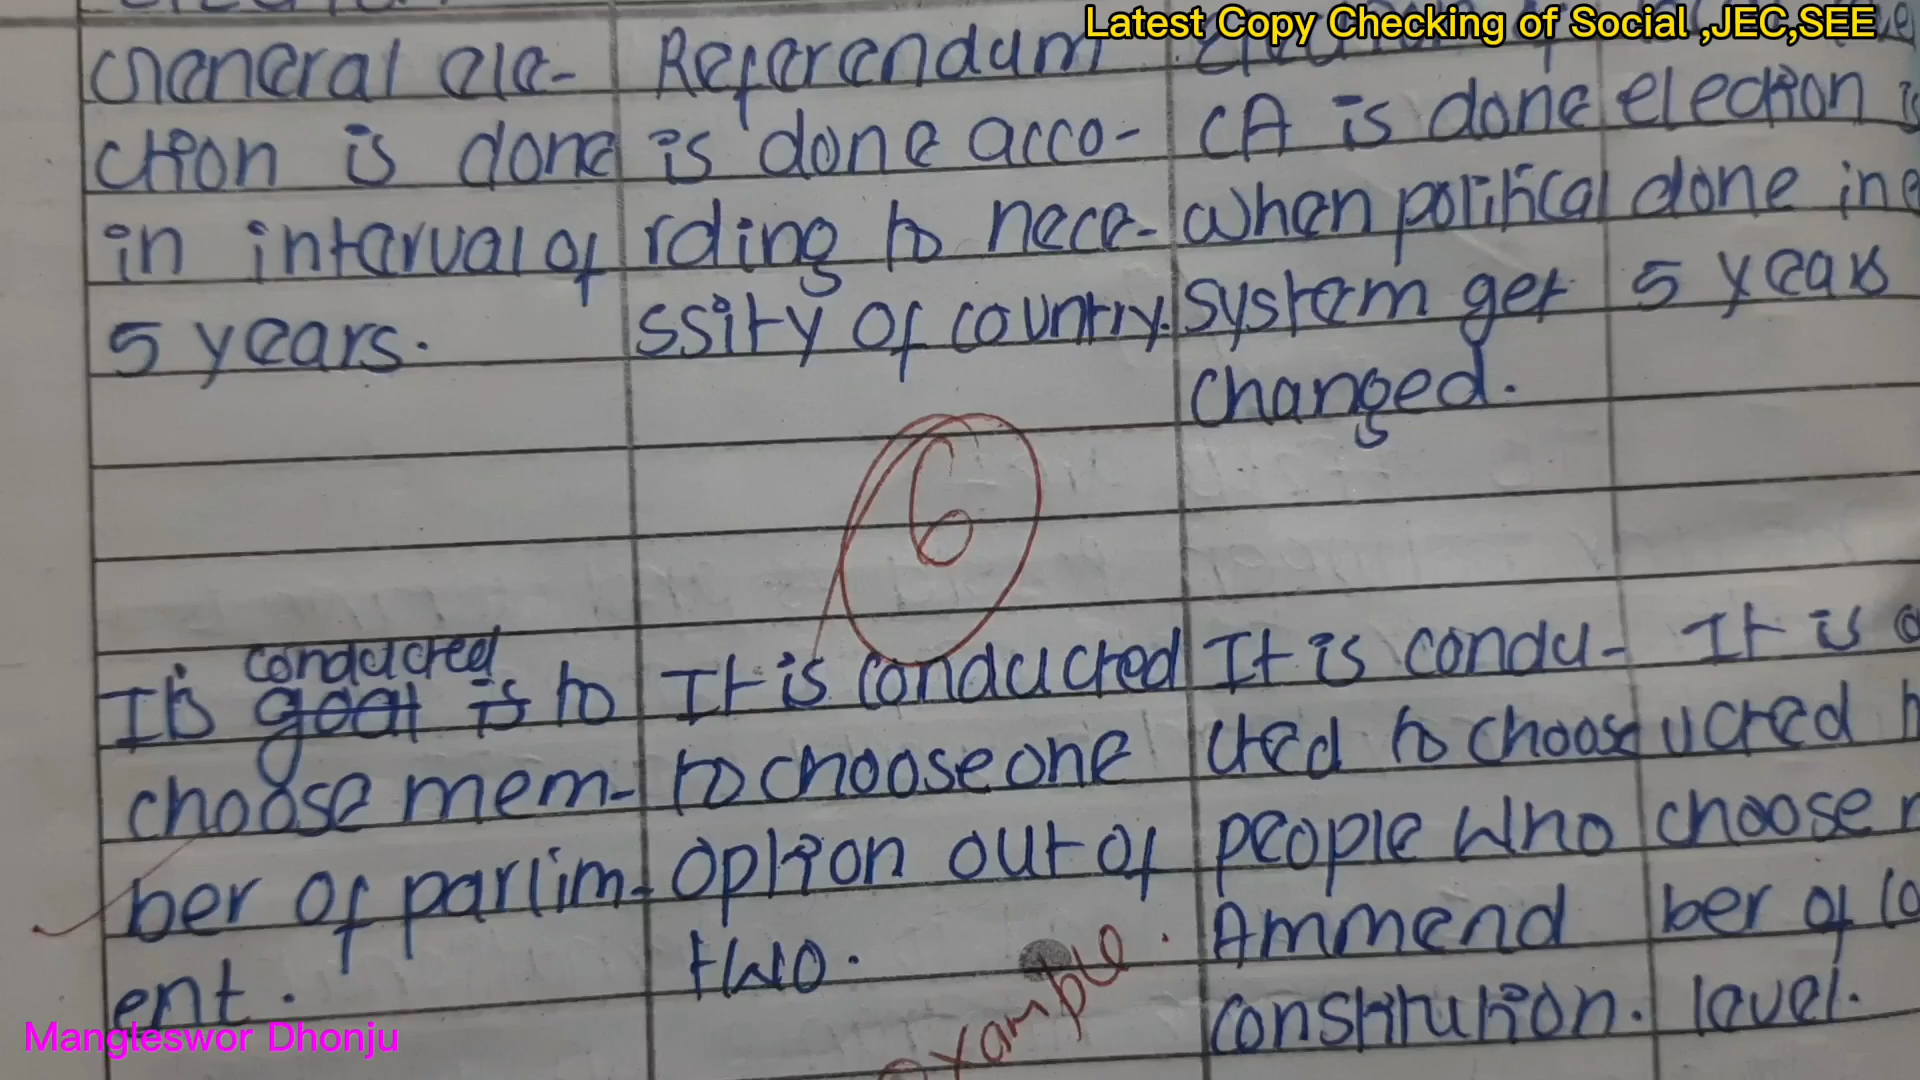 Latest Copy Checking of Social ,JEC,SEE
General ele-
ction is done
in interval of
5 years.
Referendum
is done acco-
rding to nece-
ssity of country.
CA is done
when political
system get
changed.
election is
done in
5 years
conducted
It is goal is to
choose mem-
ber of parlim-
ent.
It is conducted
to choose one
option out of
two.
It is condu-
cted to choose
people who
Ammend
constitution.
It is
ucted
choose
ber of
level.
6
example.
Mangleswor Dhonju